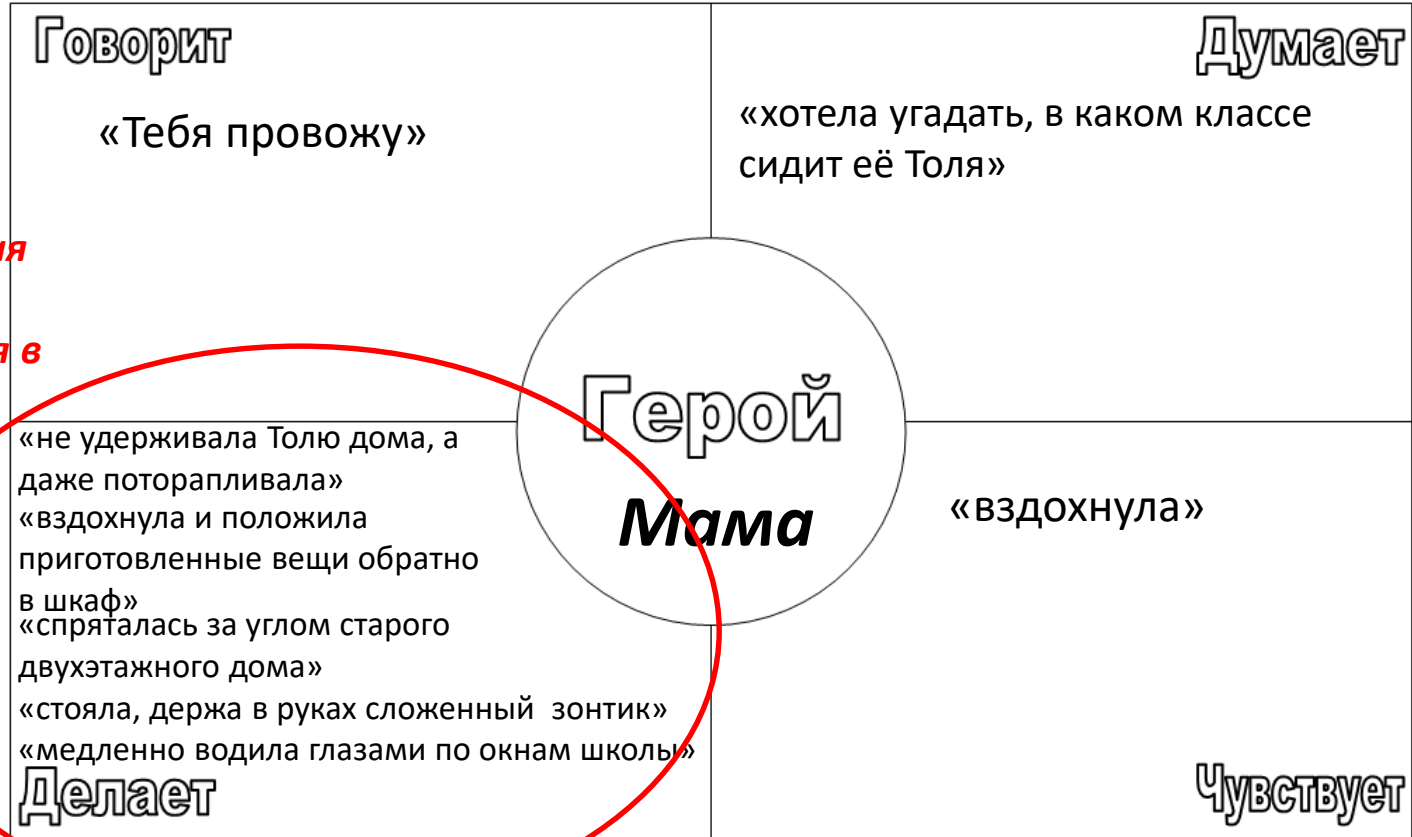 Говорит
«Тебя провожу»
Думает
«хотела угадать, в каком классе
сидит её Толя»
я в
Герой
Мама
«не удерживала Толю дома, а
даже поторапливала»
«вздохнула и положила
приготовленные вещи обратно
в шкаф»
«спряталась за углом старого
двухэтажного дома»
«стояла, держа в руках сложенный зонтик»
«медленно водила глазами по окнам школы»
Делает
«вздохнула»
Чувствует